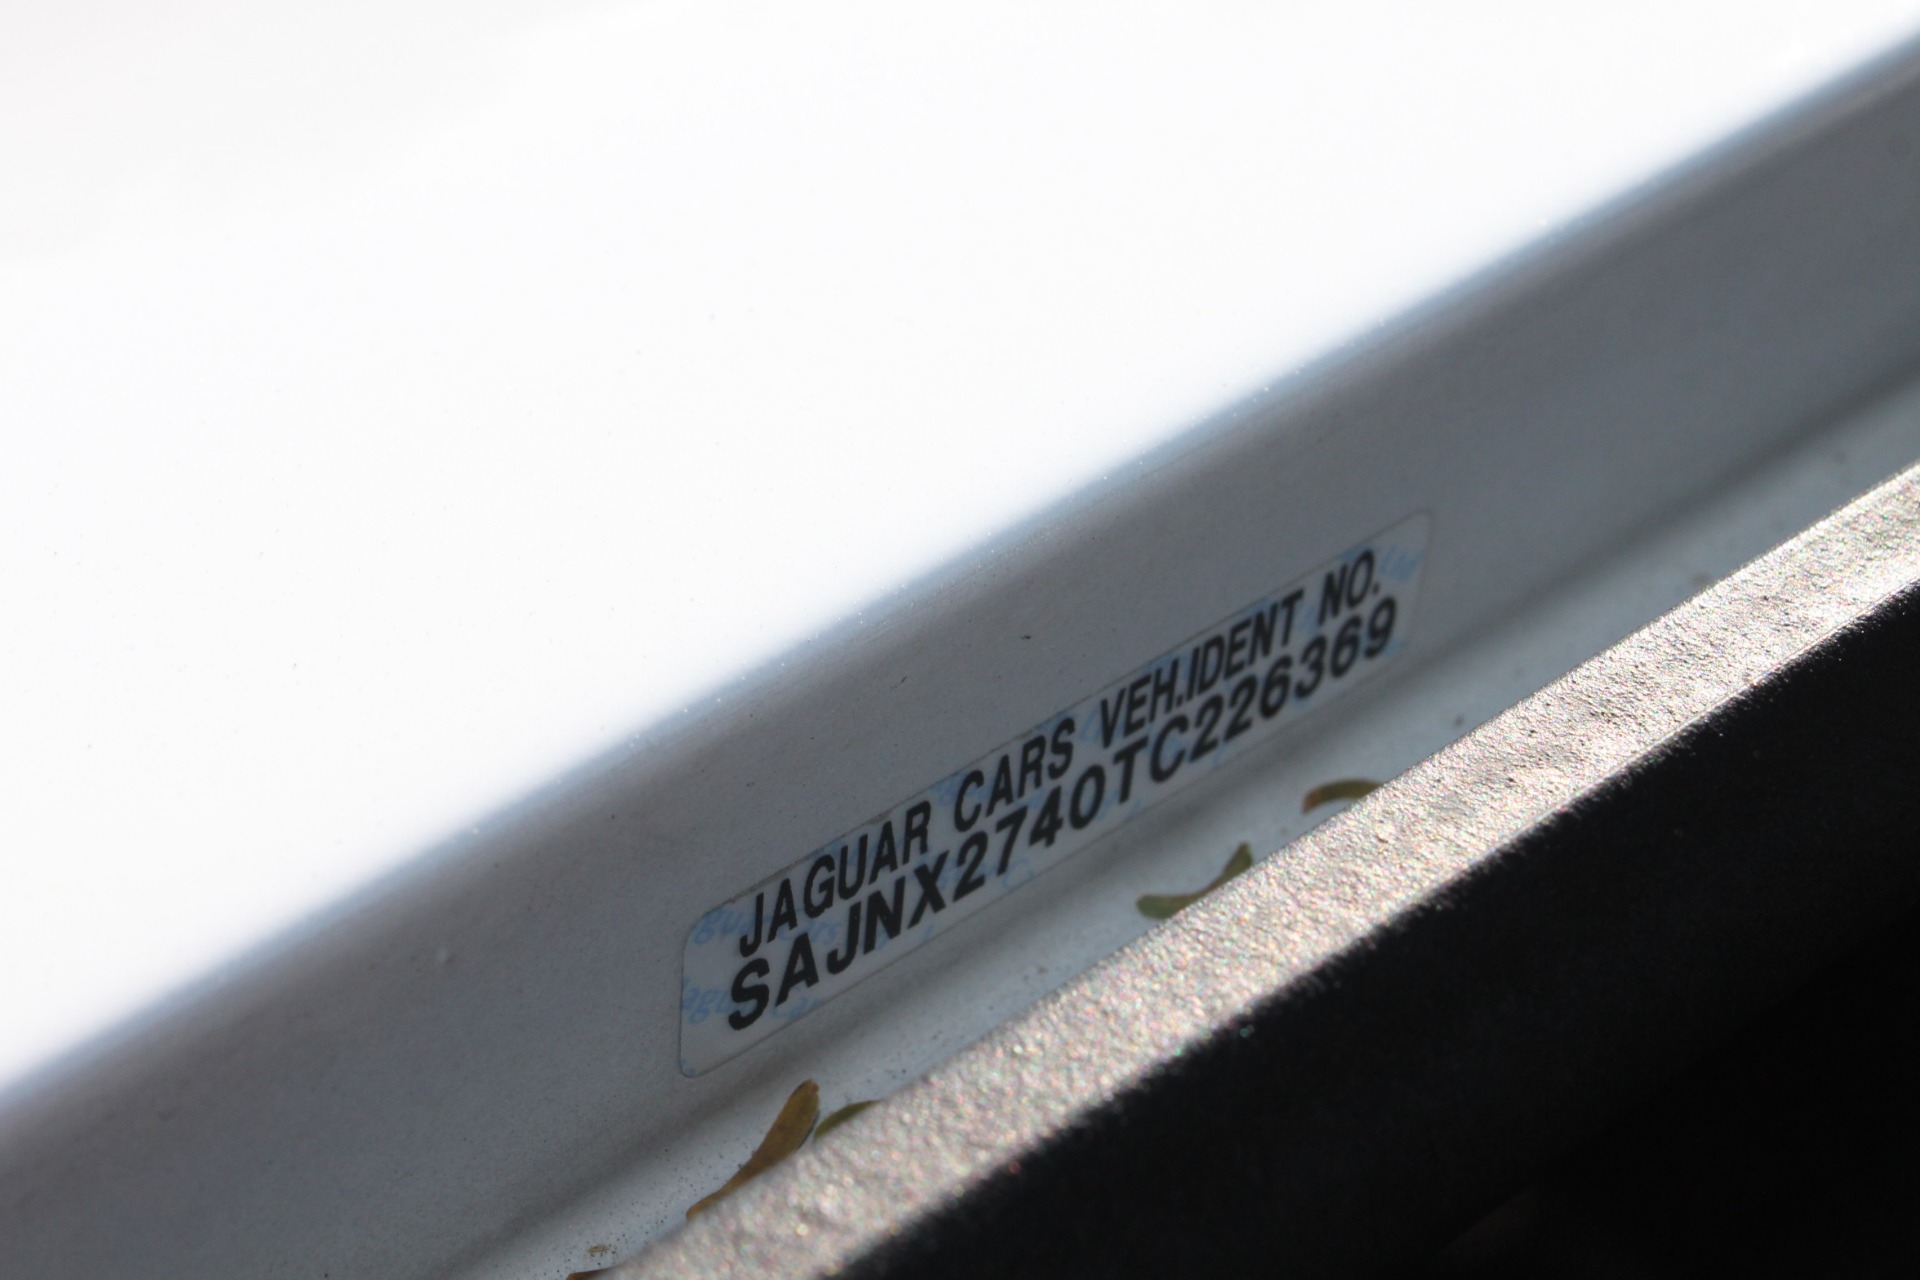 JAGUAR CARS VEH.IDENT NO.
SAJNX2740TC226369